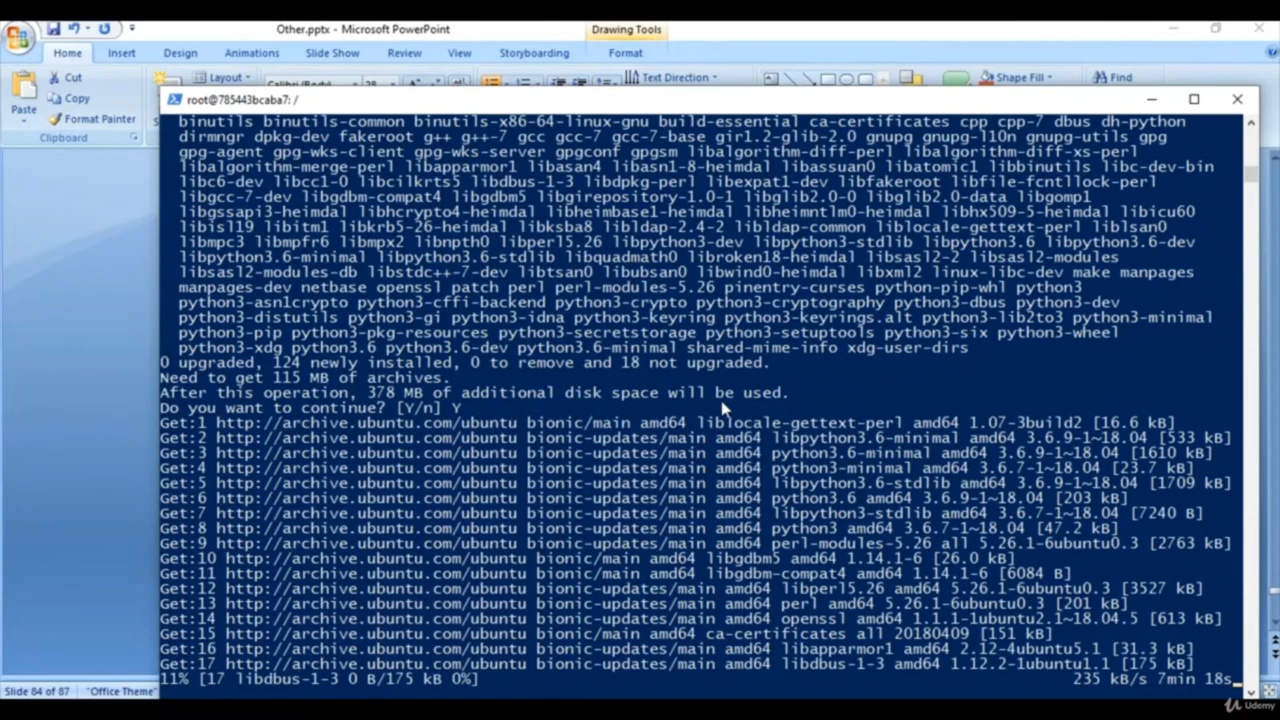 Other.pptx - Microsoft PowerPoint
Drawing Tools
Home Insert Design Animations Slide Show Review View Storyboarding Format
Cut
Copy
Format Painter
Paste
Clipboard
Layout
Text Direction
Shape Fill
Find
root@785443bcaba7: /
binutils binutils-common binutils-x86-64-linux-gnu build-essential ca-certificates cpp cpp-7 dbus dh-python
dirmngr dpkg-dev fakeroot g++ g++-7 gcc gcc-7 gcc-7-base gir1.2-glib-2.0 gnupg gnupg-l10n gnupg-utils gpg
gpg-agent gpg-wks-client gpg-wks-server gpgconf gpgsm libalgorithm-diff-perl libalgorithm-diff-xs-perl
libalgorithm-merge-perl libapparmor1 libasan4 libasn1-8-heimdal libassuan0 libatomic1 libbinutils libc-dev-bin
libc6-dev libcc1-0 libcilkrts5 libdbus-1-3 libdpkg-perl libexpat1-dev libfakeroot libfile-fcntllock-perl
libgcc-7-dev libgdbm-compat4 libgdbm5 libgirepository-1.0-1 libglib2.0-0 libglib2.0-data libgomp1
libgssapi3-heimdal libhcrypto4-heimdal libheimbase1-heimdal libheimntlm0-heimdal libhx509-5-heimdal libicu60
libisl19 libitm1 libkrb5-26-heimdal libksba8 libldap-2.4-2 libldap-common liblocale-gettext-perl liblsan0
libmpc3 libmpfr6 libmpx2 libnpth0 libperl5.26 libpython3-dev libpython3-stdlib libpython3.6 libpython3.6-dev
libpython3.6-minimal libpython3.6-stdlib libquadmath0 libroken18-heimdal libsasl2-2 libsasl2-modules
libsasl2-modules-db libstdc++-7-dev libtsan0 libubsan0 libwind0-heimdal libxml2 linux-libc-dev make manpages
manpages-dev netbase openssl patch perl perl-modules-5.26 pinentry-curses python-pip-whl python3
python3-asn1crypto python3-cffi-backend python3-crypto python3-cryptography python3-dbus python3-dev
python3-distutils python3-gi python3-idna python3-keyring python3-keyrings.alt python3-lib2to3 python3-minimal
python3-pip python3-pkg-resources python3-secretstorage python3-setuptools python3-six python3-wheel
python3-xdg python3.6 python3.6-dev python3.6-minimal shared-mime-info xdg-user-dirs
0 upgraded, 124 newly installed, 0 to remove and 18 not upgraded.
Need to get 115 MB of archives.
After this operation, 378 MB of additional disk space will be used.
Do you want to continue? [Y/n] Y
Get:1 http://archive.ubuntu.com/ubuntu bionic/main amd64 liblocale-gettext-perl amd64 1.07-3build2 [16.6 kB]
Get:2 http://archive.ubuntu.com/ubuntu bionic-updates/main amd64 libpython3.6-minimal amd64 3.6.9-1~18.04 [533 kB]
Get:3 http://archive.ubuntu.com/ubuntu bionic-updates/main amd64 python3.6-minimal amd64 3.6.9-1~18.04 [1610 kB]
Get:4 http://archive.ubuntu.com/ubuntu bionic-updates/main amd64 python3-minimal amd64 3.6.7-1~18.04 [23.7 kB]
Get:5 http://archive.ubuntu.com/ubuntu bionic-updates/main amd64 libpython3.6-stdlib amd64 3.6.9-1~18.04 [1709 kB]
Get:6 http://archive.ubuntu.com/ubuntu bionic-updates/main amd64 python3.6 amd64 3.6.9-1~18.04 [203 kB]
Get:7 http://archive.ubuntu.com/ubuntu bionic-updates/main amd64 libpython3-stdlib amd64 3.6.7-1~18.04 [7240 B]
Get:8 http://archive.ubuntu.com/ubuntu bionic-updates/main amd64 python3 amd64 3.6.7-1~18.04 [47.2 kB]
Get:9 http://archive.ubuntu.com/ubuntu bionic-updates/main amd64 perl-modules-5.26 all 5.26.1-6ubuntu0.3 [2763 kB]
Get:10 http://archive.ubuntu.com/ubuntu bionic/main amd64 libgdbm5 amd64 1.14.1-6 [26.0 kB]
Get:11 http://archive.ubuntu.com/ubuntu bionic/main amd64 libgdbm-compat4 amd64 1.14.1-6 [6084 B]
Get:12 http://archive.ubuntu.com/ubuntu bionic-updates/main amd64 libperl5.26 amd64 5.26.1-6ubuntu0.3 [3527 kB]
Get:13 http://archive.ubuntu.com/ubuntu bionic-updates/main amd64 perl amd64 5.26.1-6ubuntu0.3 [201 kB]
Get:14 http://archive.ubuntu.com/ubuntu bionic-updates/main amd64 openssl amd64 1.1.1-1ubuntu2.1~18.04.5 [613 kB]
Get:15 http://archive.ubuntu.com/ubuntu bionic/main amd64 ca-certificates all 20180409 [151 kB]
Get:16 http://archive.ubuntu.com/ubuntu bionic-updates/main amd64 libapparmor1 amd64 2.12-4ubuntu5.1 [31.3 kB]
Get:17 http://archive.ubuntu.com/ubuntu bionic-updates/main amd64 libdbus-1-3 amd64 1.12.2-1ubuntu1.1 [175 kB]
11% [17 libdbus-1-3 0 B/175 kB 0%] 235 kB/s 7min 18s
Slide 84 of 87 "Office Theme"
Udemy